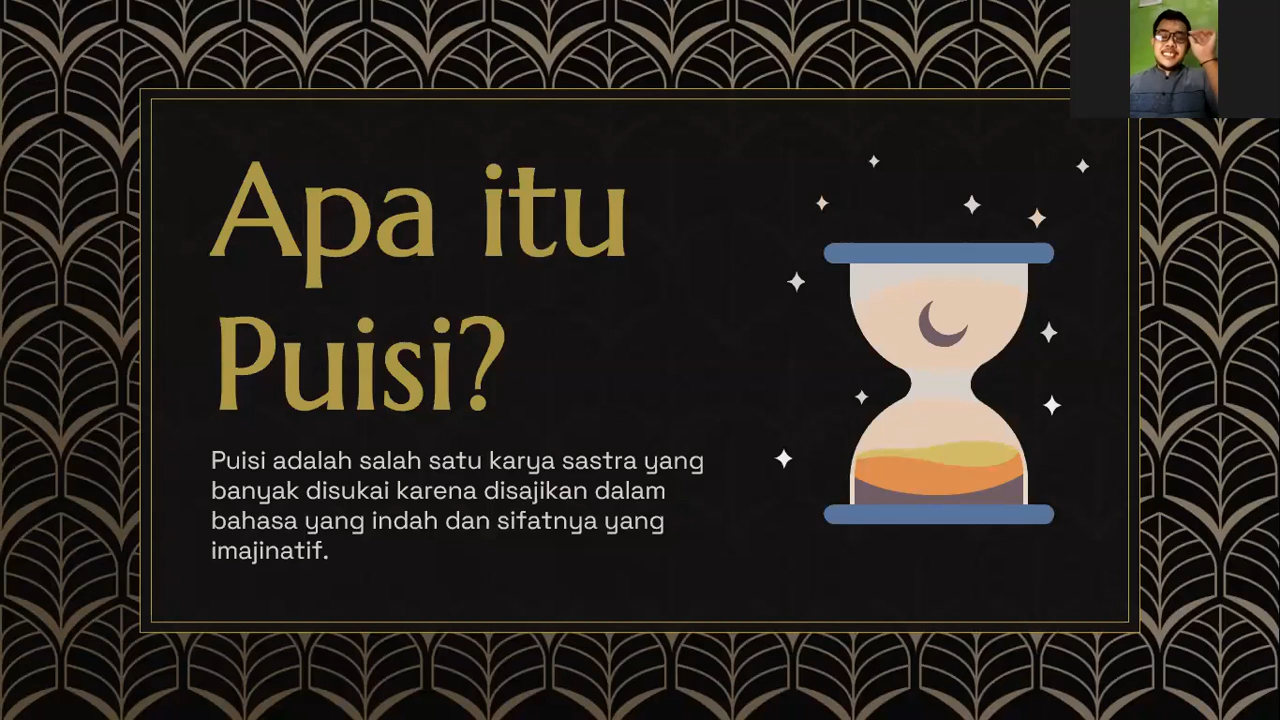 Apa itu
Puisi?
Puisi adalah salah satu karya sastra yang
banyak disukai karena disajikan dalam
bahasa yang indah dan sifatnya yang
imajinatif.